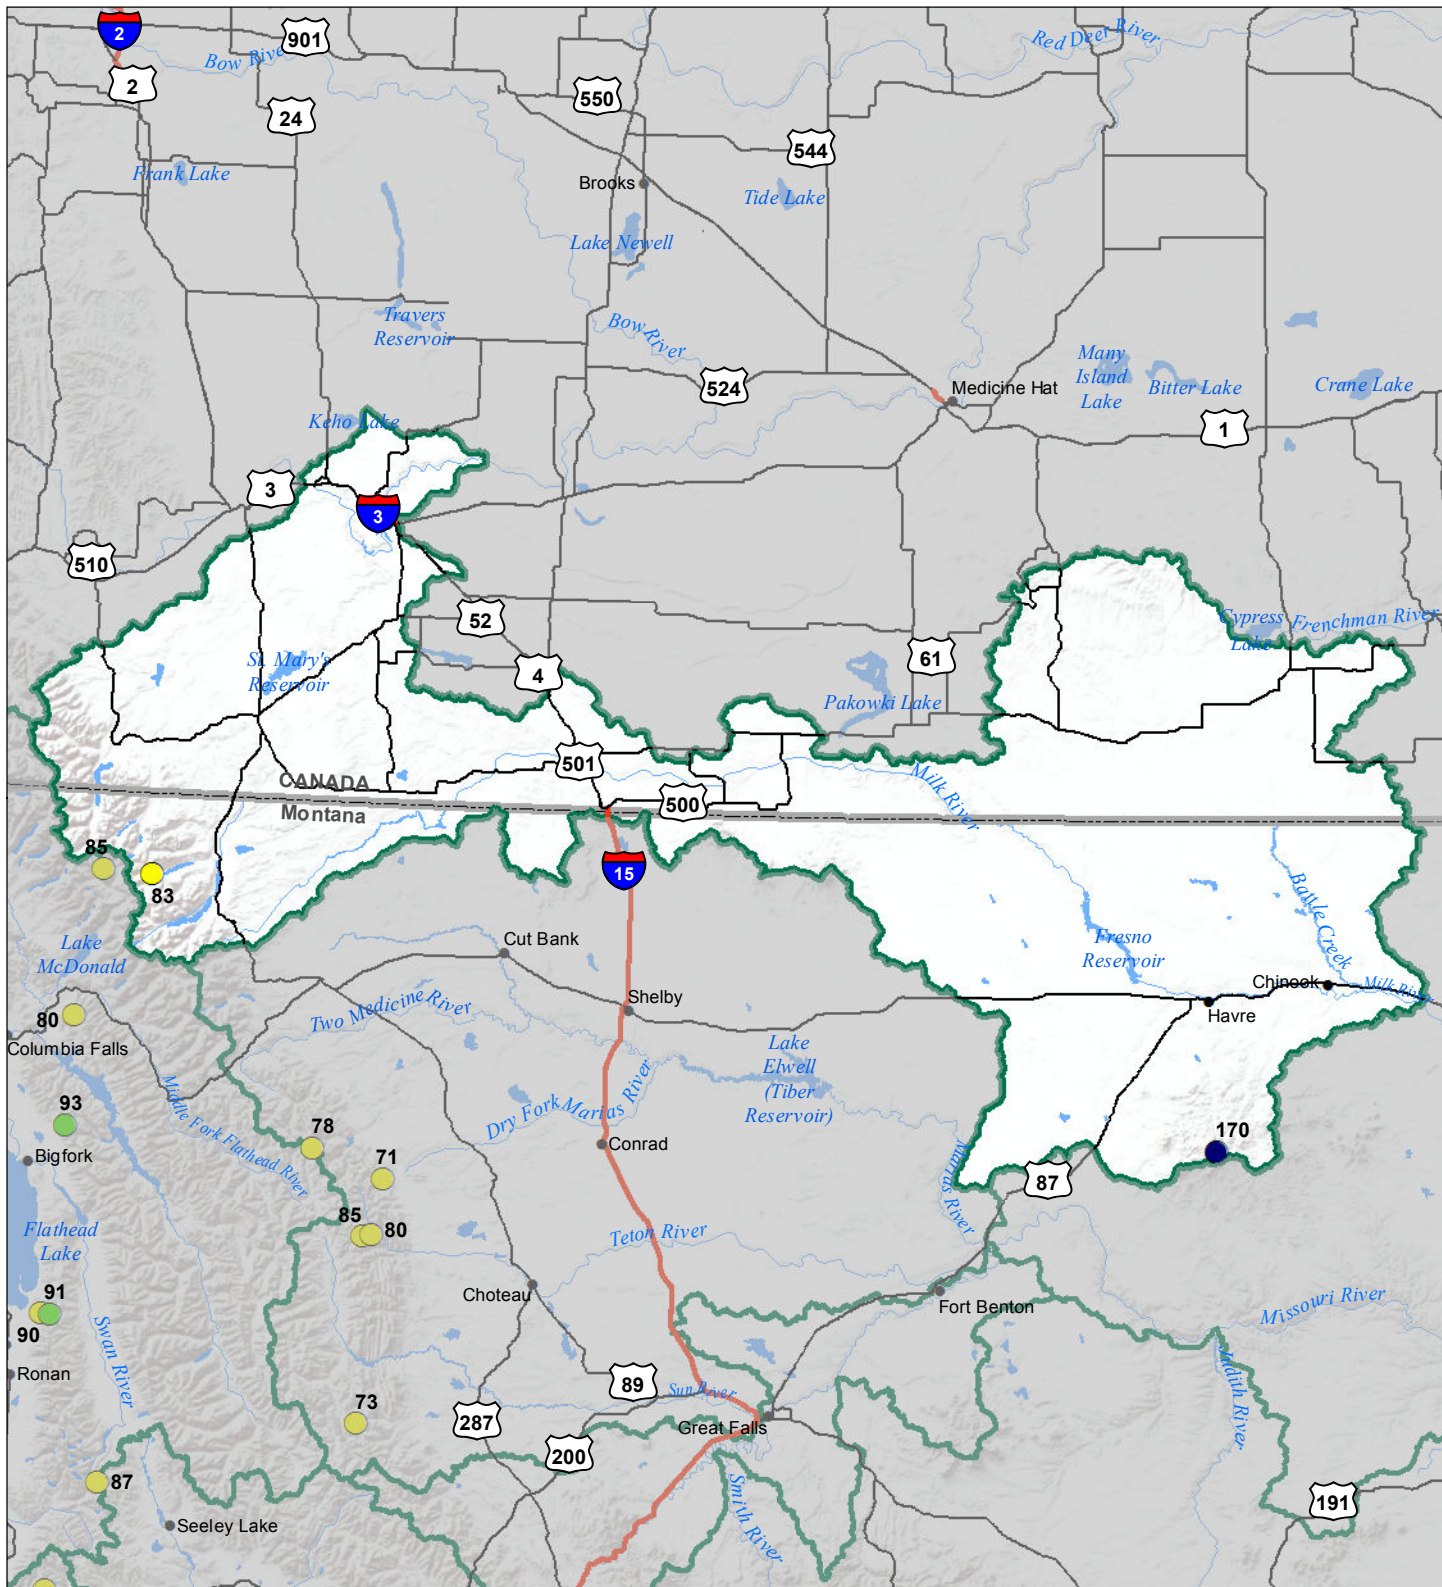 2
901
Bow River
Red Deer River
2
24
550
544
Frank Lake
Brooks
Tide Lake
Lake Newell
Travers
Reservoir
Bow River
Many
Island
Lake
Bitter Lake
Crane Lake
524
Medicine Hat
Keho Lake
1
3
3
510
52
Cypress
Lake
Frenchman River
St. Mary's
Reservoir
4
61
Pakowki Lake
501
500
Milk River
CANADA
Montana
85
83
15
Battle Creek
Lake
McDonald
Cut Bank
Fresno
Reservoir
Chinook
Milk River
Shelby
Havre
80
Columbia Falls
Two Medicine River
Lake
Elwell
(Tiber
Reservoir)
Middle Fork Flathead River
93
Dry Fork Marias River
78
Conrad
170
Bigfork
71
Marias River
87
Flathead
Lake
85
80
Teton River
Choteau
Fort Benton
Missouri River
91
90
Swan River
Ronan
89
Sun River
Judith River
73
287
Great Falls
200
87
Smith River
191
Seeley Lake